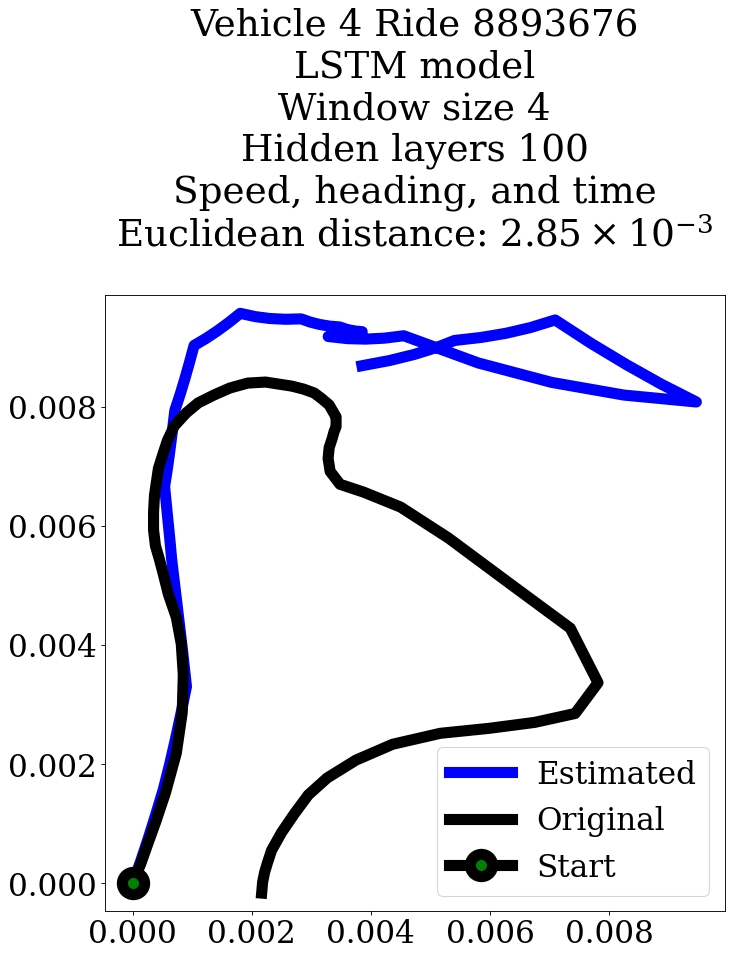 Vehicle 4 Ride 8893676
LSTM model
Window size 4
Hidden layers 100
Speed, heading, and time
Euclidean distance: 2.85 × 10⁻³
0.008
0.006
0.004
0.002
0.000
Estimated
Original
Start
0.000 0.002 0.004 0.006 0.008